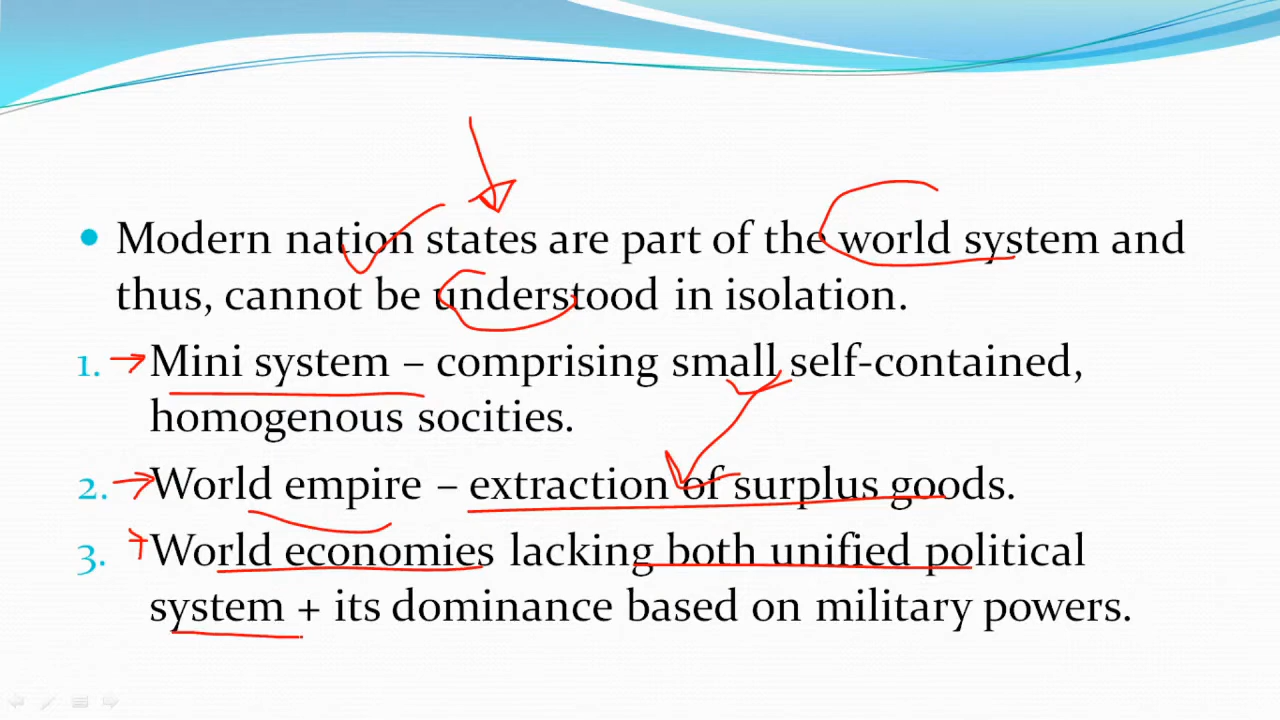 • Modern nation states are part of the world system and
thus, cannot be understood in isolation.
1. Mini system – comprising small self-contained,
homogenous socities.
2. World empire – extraction of surplus goods.
3. World economies lacking both unified political
system + its dominance based on military powers.